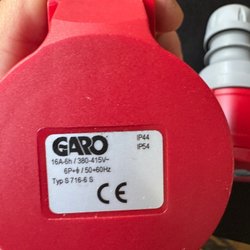 GARO
IP44
IP54
16A-6h / 380-415V~
6P+⏚ / 50+60Hz
Typ S 716-6 S
CE